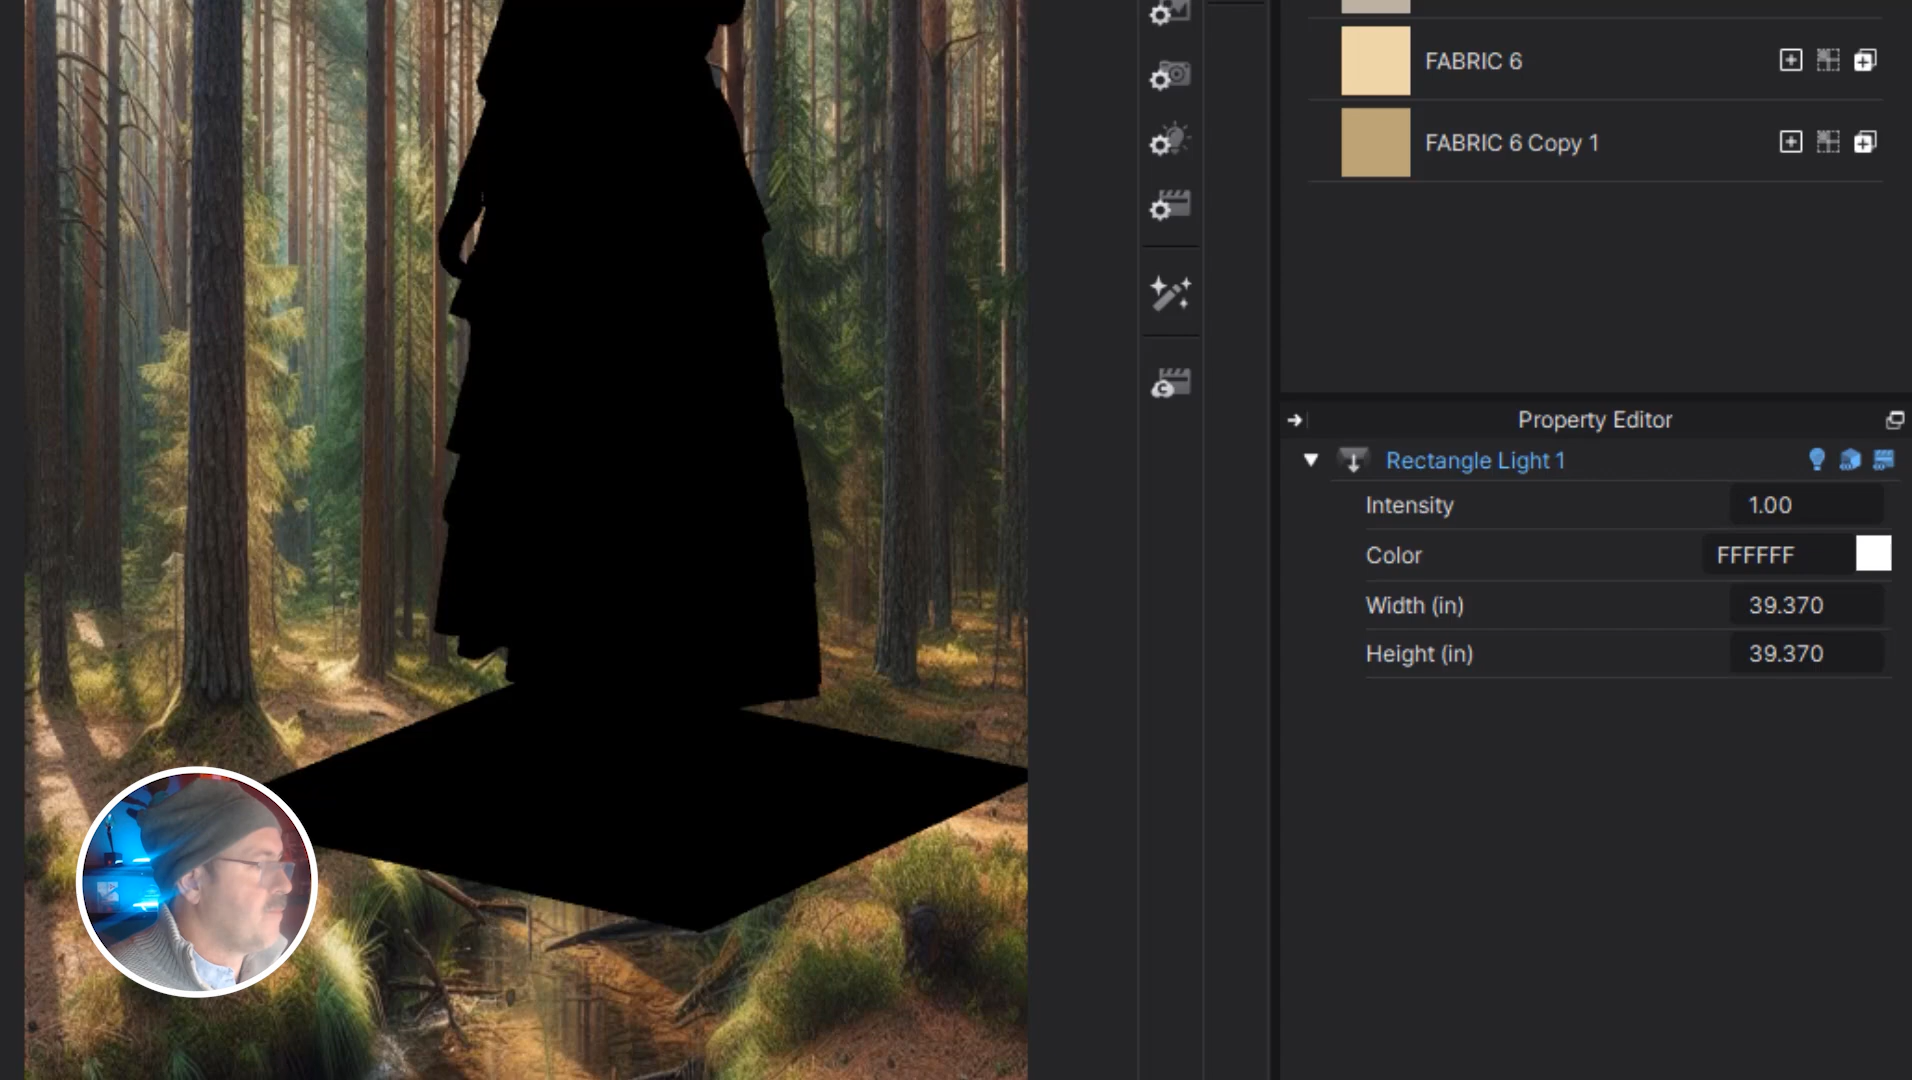 FABRIC 6
FABRIC 6 Copy 1
Property Editor
Rectangle Light 1
Intensity 1.00
Color FFFFFF
Width (in) 39.370
Height (in) 39.370